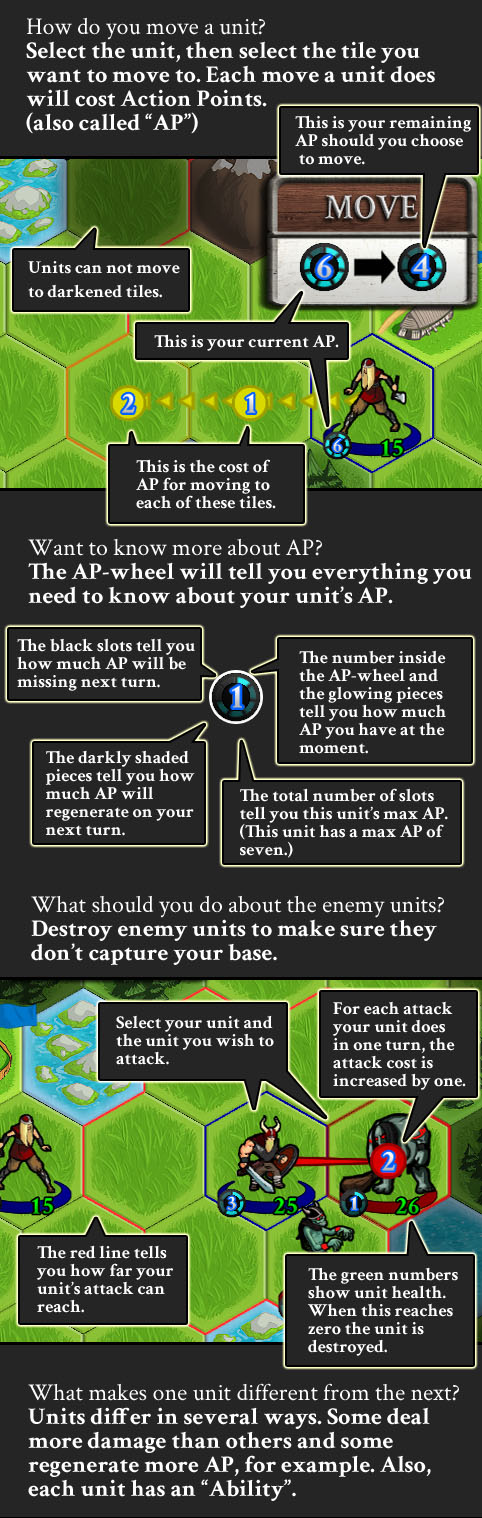 How do you move a unit?
Select the unit, then select the tile you
want to move to. Each move a unit does
will cost Action Points.
(also called “AP”)
This is your remaining
AP should you choose
to move.
MOVE
6
4
Units can not move
to darkened tiles.
This is your current AP.
2
1
6
15
This is the cost of
AP for moving to
each of these tiles.
Want to know more about AP?
The AP-wheel will tell you everything you
need to know about your unit’s AP.
The black slots tell you
how much AP will be
missing next turn.
1
The number inside
the AP-wheel and
the glowing pieces
tell you how much
AP you have at the
moment.
The darkly shaded
pieces tell you how
much AP will
regenerate on your
next turn.
The total number of slots
tell you this unit’s max AP.
(This unit has a max AP of
seven.)
What should you do about the enemy units?
Destroy enemy units to make sure they
don’t capture your base.
Select your unit and
the unit you wish to
attack.
For each attack
your unit does
in one turn, the
attack cost is
increased by one.
2
15
3
25
1
26
The red line tells
you how far your
unit’s attack can
reach.
The green numbers
show unit health.
When this reaches
zero the unit is
destroyed.
What makes one unit different from the next?
Units differ in several ways. Some deal
more damage than others and some
regenerate more AP, for example. Also,
each unit has an “Ability”.